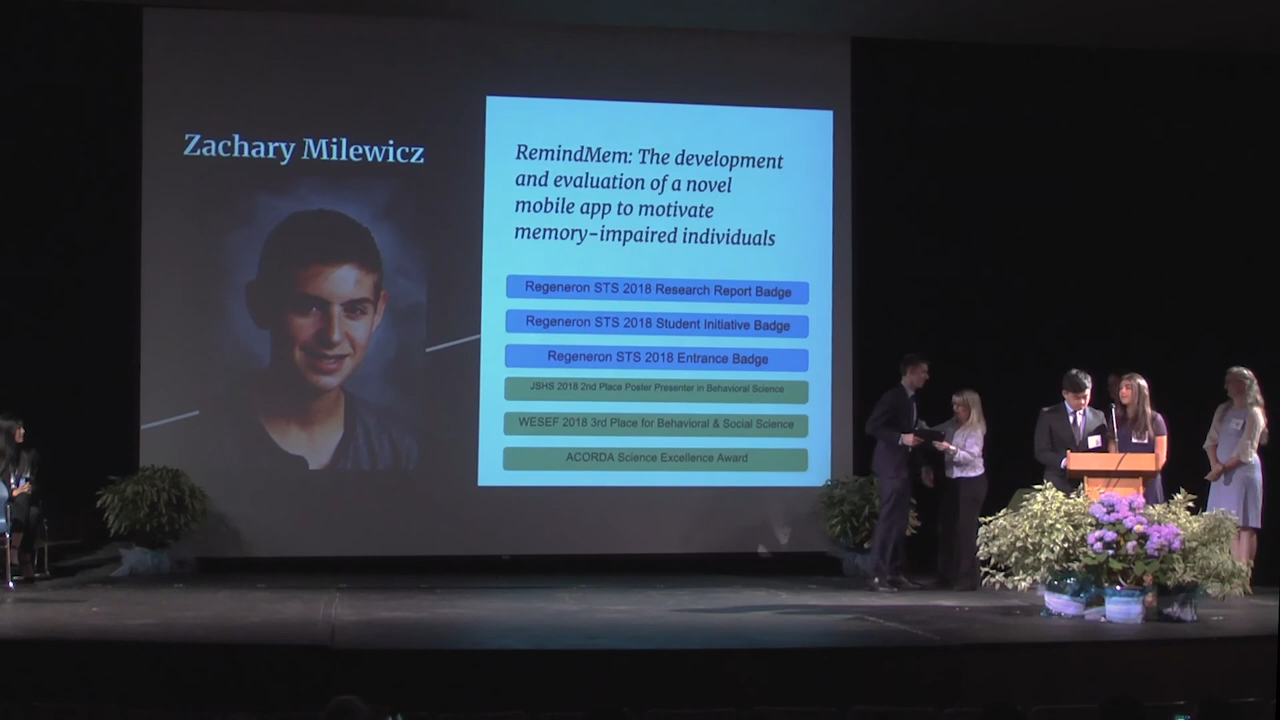 Zachary Milewicz
RemindMem: The development
and evaluation of a novel
mobile app to motivate
memory-impaired individuals
Regeneron STS 2018 Research Report Badge
Regeneron STS 2018 Student Initiative Badge
Regeneron STS 2018 Entrance Badge
JSHS 2018 2nd Place Poster Presenter in Behavioral Science
WESEF 2018 3rd Place for Behavioral & Social Science
ACORDA Science Excellence Award